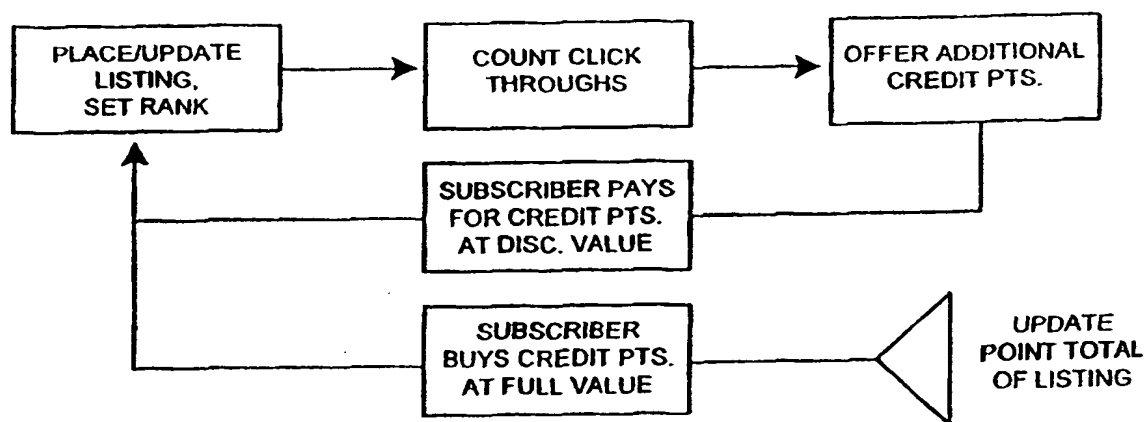 PLACE/UPDATE
LISTING,
SET RANK
COUNT CLICK
THROUGHS
OFFER ADDITIONAL
CREDIT PTS.
SUBSCRIBER PAYS
FOR CREDIT PTS.
AT DISC. VALUE
SUBSCRIBER
BUYS CREDIT PTS.
AT FULL VALUE
UPDATE
POINT TOTAL
OF LISTING